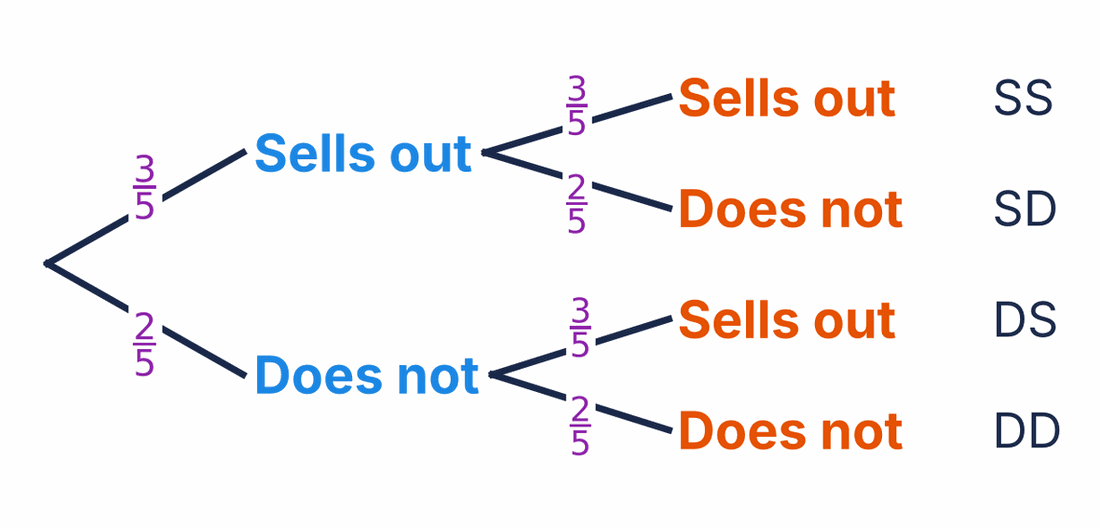 3/5 Sells out 3/5 Sells out SS
2/5 Does not SD
2/5 Does not 3/5 Sells out DS
2/5 Does not DD